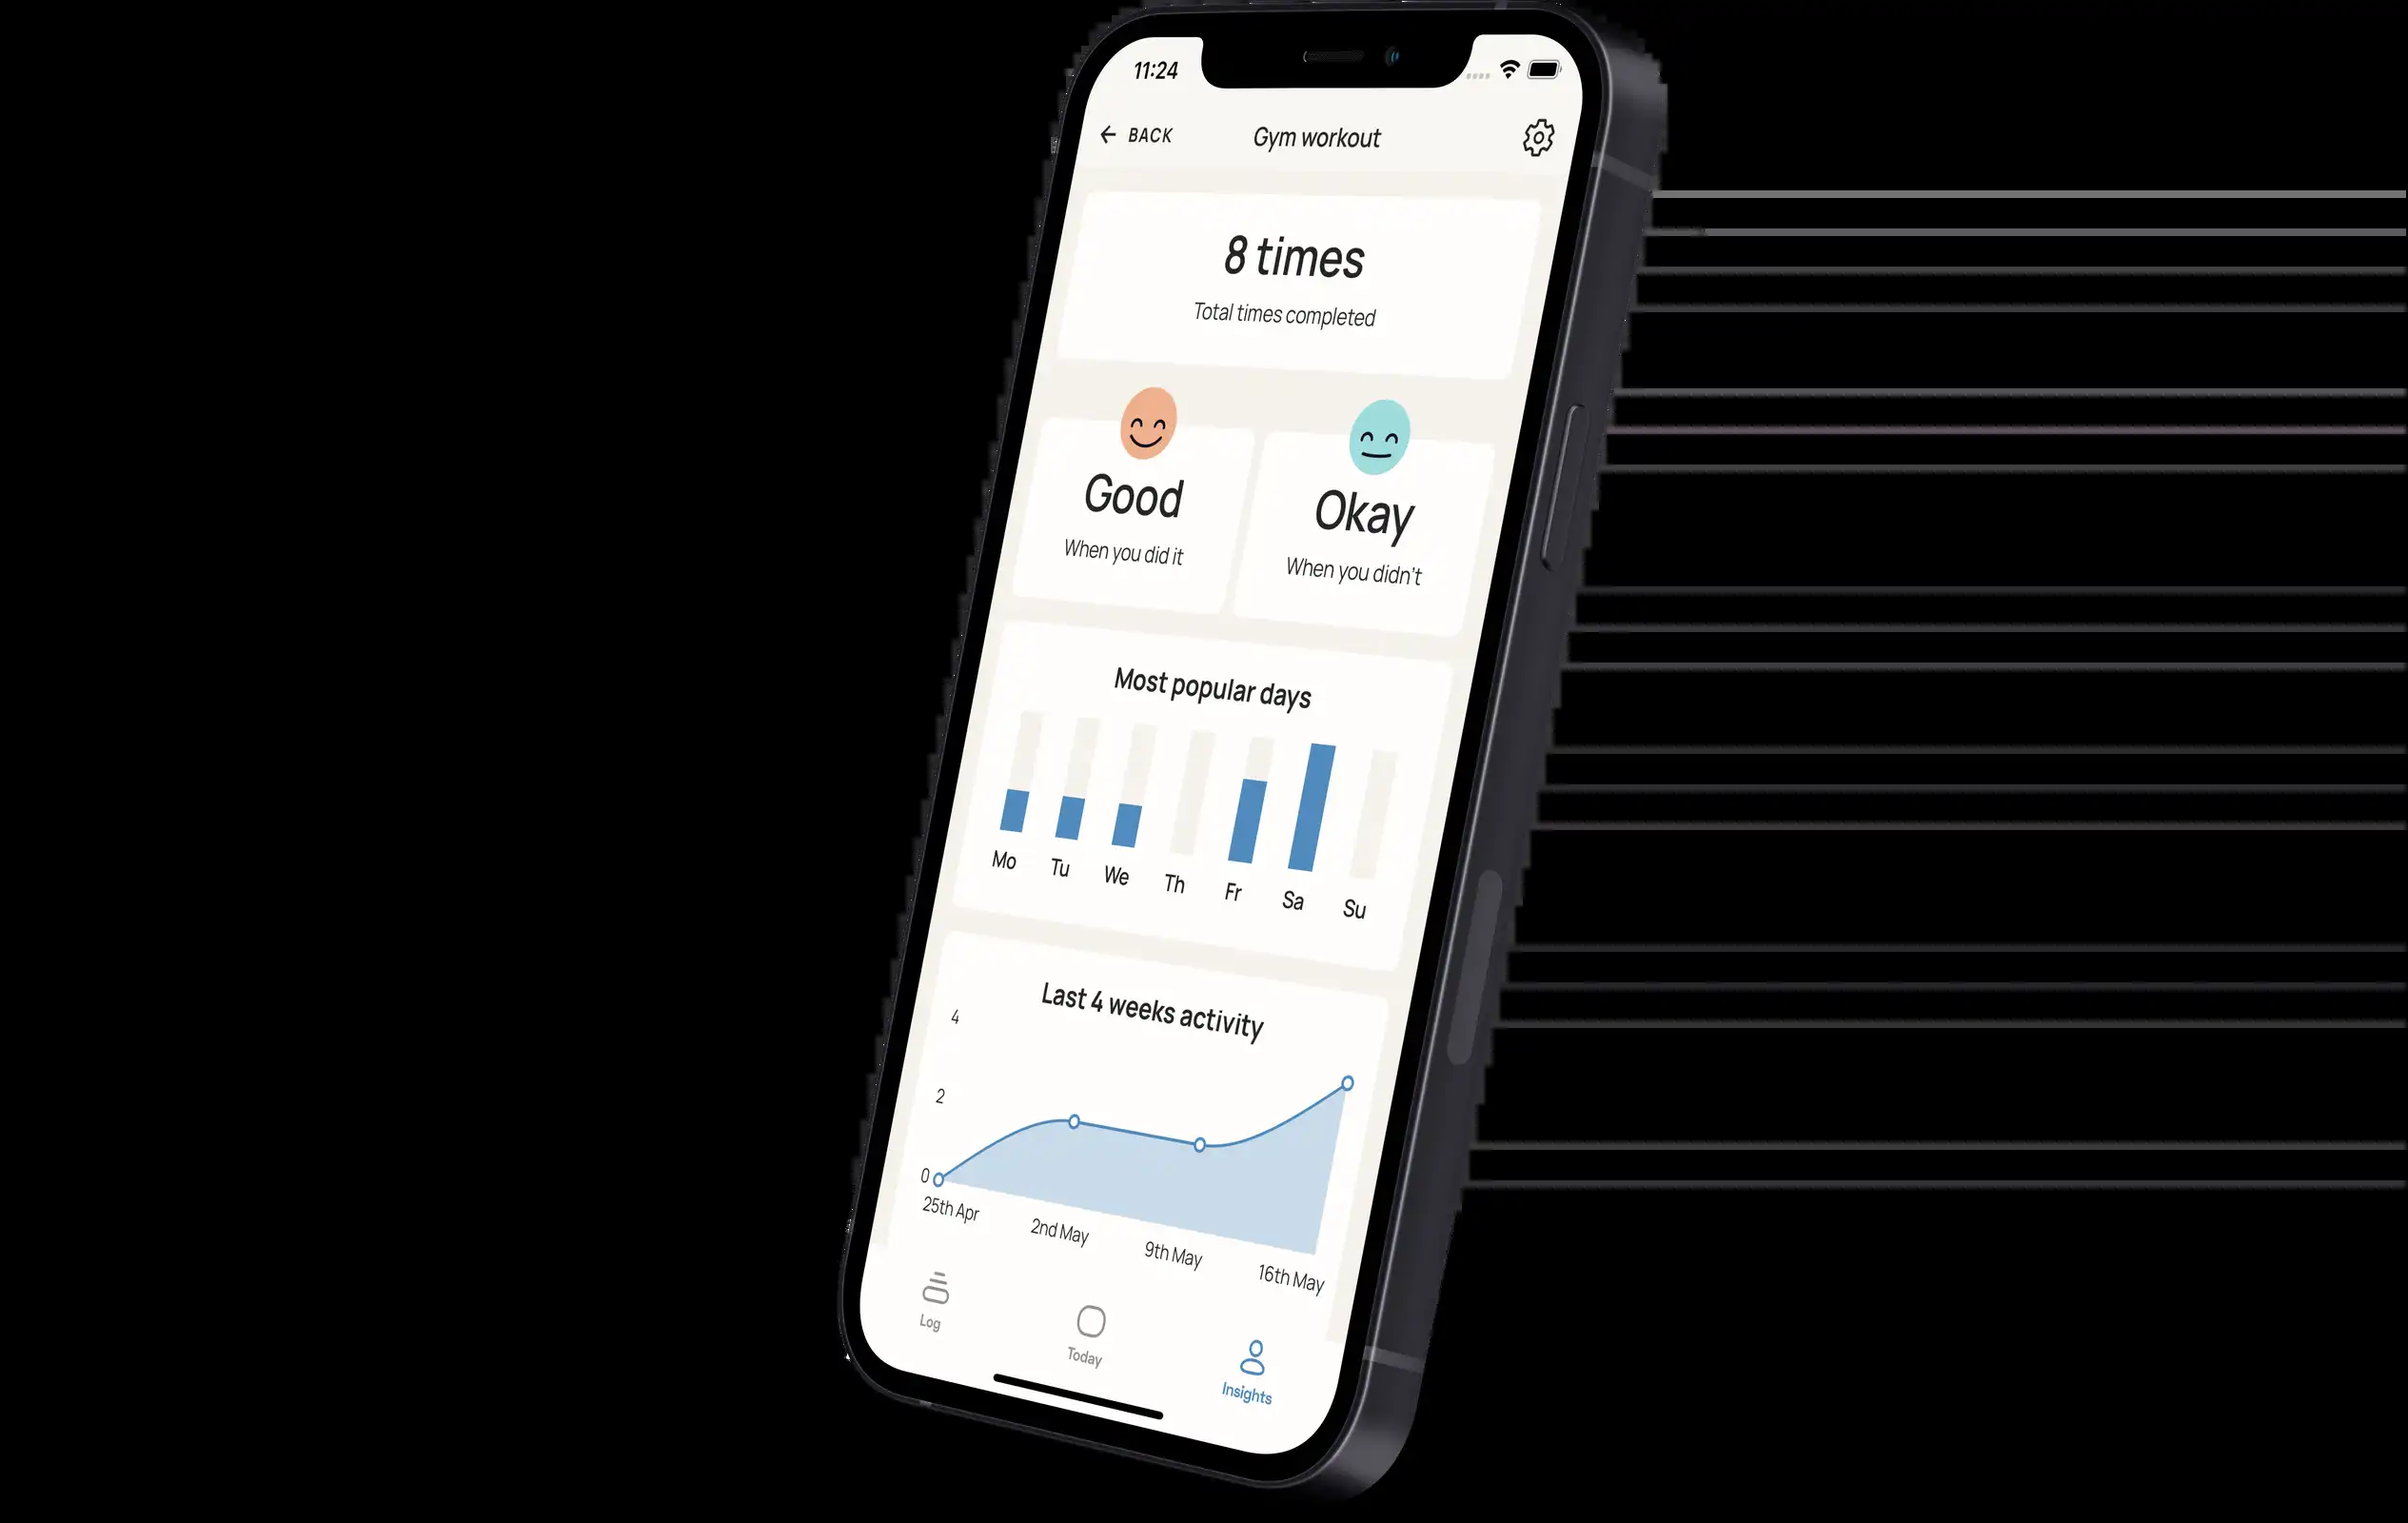 11:24
BACK
Gym workout
8 times
Total times completed
Good
When you did it
Okay
When you didn't
Most popular days
Mo Tu We Th Fr Sa Su
Last 4 weeks activity
4
2
0
25th Apr 2nd May 9th May 16th May
Log
Today
Insights